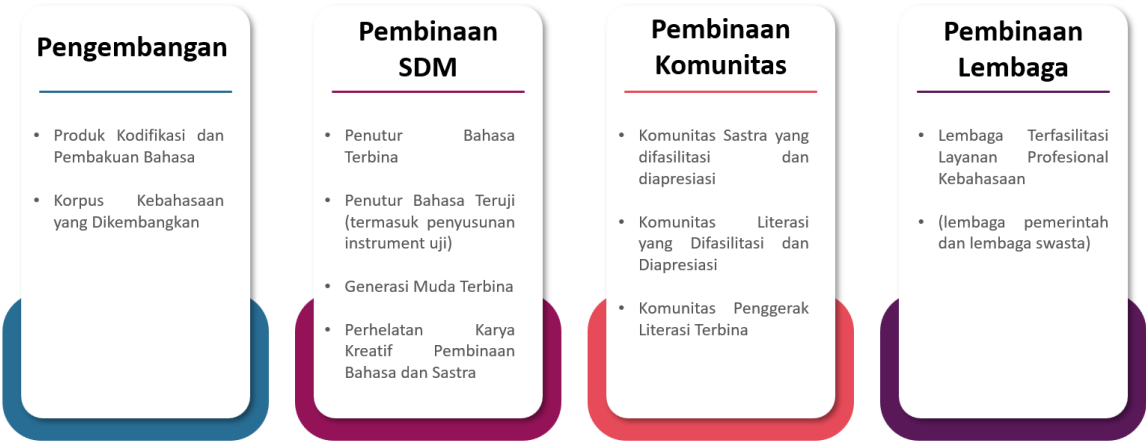 Pengembangan
• Produk Kodifikasi dan
Pembakuan Bahasa
• Korpus Kebahasaan
yang Dikembangkan
Pembinaan
SDM
• Penutur Bahasa
Terbina
• Penutur Bahasa Teruji
(termasuk penyusunan
instrument uji)
• Generasi Muda Terbina
• Perhelatan Karya
Kreatif Pembinaan
Bahasa dan Sastra
Pembinaan
Komunitas
• Komunitas Sastra yang
difasilitasi dan
diapresiasi
• Komunitas Literasi
yang Difasilitasi dan
Diapresiasi
• Komunitas Penggerak
Literasi Terbina
Pembinaan
Lembaga
• Lembaga Terfasilitasi
Layanan Profesional
Kebahasaan
• (lembaga pemerintah
dan lembaga swasta)